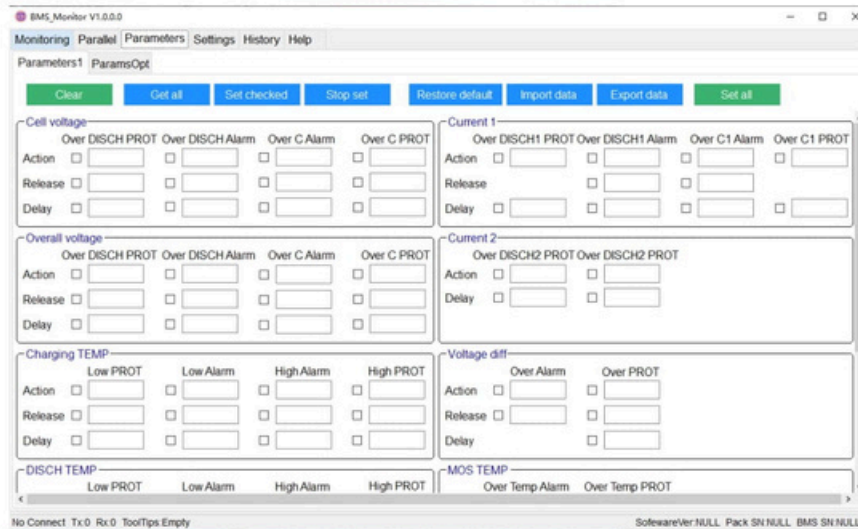 BMS_Monitor V1.0.0.0
Monitoring Parallel Parameters Settings History Help
Parameters1 ParamsOpt
Clear Get all Set checked Stop set Restore default Import data Export data Set all
Cell voltage
Over DISCH PROT Over DISCH Alarm Over C Alarm Over C PROT
Action
Release
Delay
Current 1
Over DISCH1 PROT Over DISCH1 Alarm Over C1 Alarm Over C1 PROT
Action
Release
Delay
Overall voltage
Over DISCH PROT Over DISCH Alarm Over C Alarm Over C PROT
Action
Release
Delay
Current 2
Over DISCH2 PROT Over DISCH2 PROT
Action
Delay
Charging TEMP
Low PROT Low Alarm High Alarm High PROT
Action
Release
Delay
Voltage diff
Over Alarm Over PROT
Action
Release
Delay
DISCH TEMP
Low PROT Low Alarm High Alarm High PROT
MOS TEMP
Over Temp Alarm Over Temp PROT
No Connect Tx:0 Rx:0 ToolTips:Empty SofewareVer:NULL Pack SN:NULL BMS SN:NULL